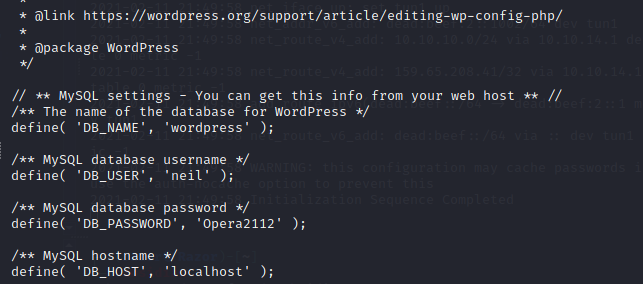 *
* @link https://wordpress.org/support/article/editing-wp-config-php/
*
* @package WordPress
*/
// ** MySQL settings - You can get this info from your web host ** //
/** The name of the database for WordPress */
define( 'DB_NAME', 'wordpress' );
/** MySQL database username */
define( 'DB_USER', 'neil' );
/** MySQL database password */
define( 'DB_PASSWORD', 'Opera2112' );
/** MySQL hostname */
define( 'DB_HOST', 'localhost' );